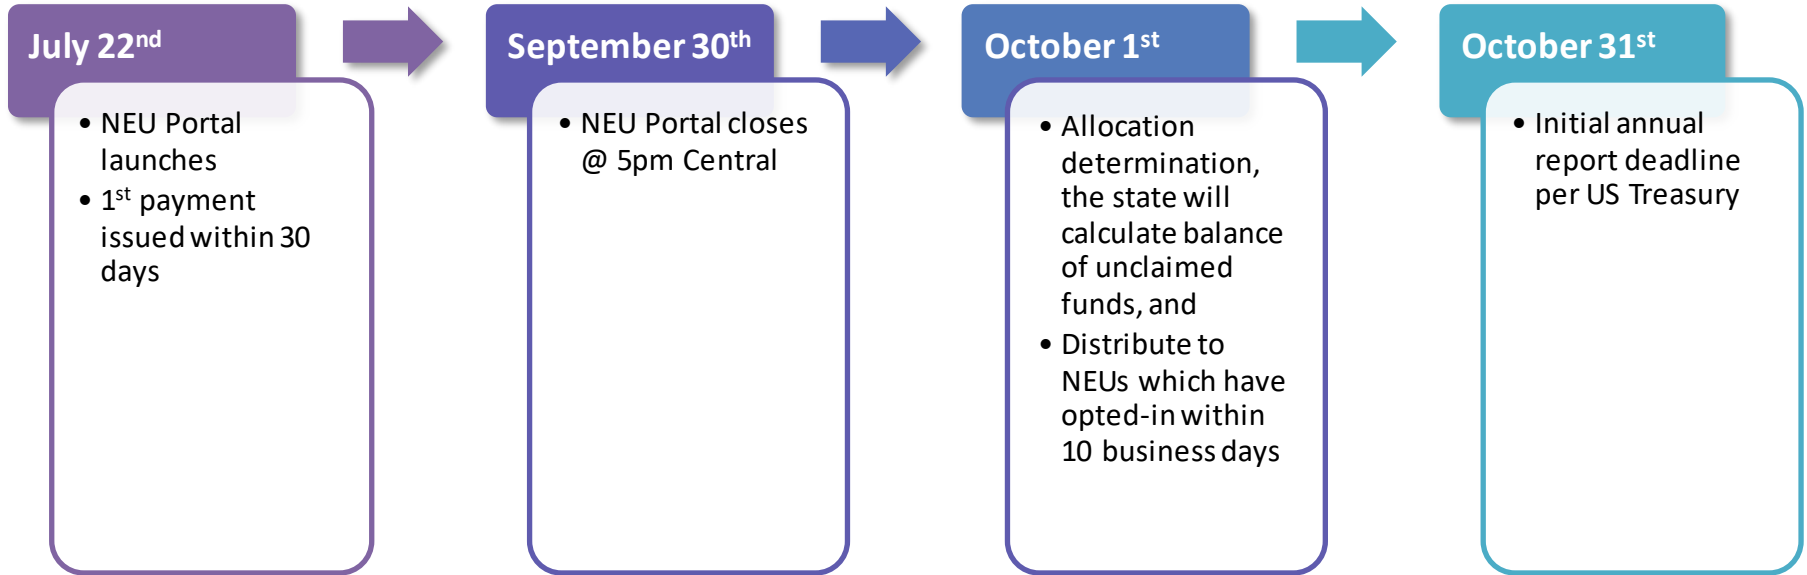 July 22nd
• NEU Portal
launches
• 1st payment
issued within 30
days
September 30th
• NEU Portal closes
@ 5pm Central
October 1st
• Allocation
determination,
the state will
calculate balance
of unclaimed
funds, and
• Distribute to
NEUs which have
opted-in within
10 business days
October 31st
• Initial annual
report deadline
per US Treasury